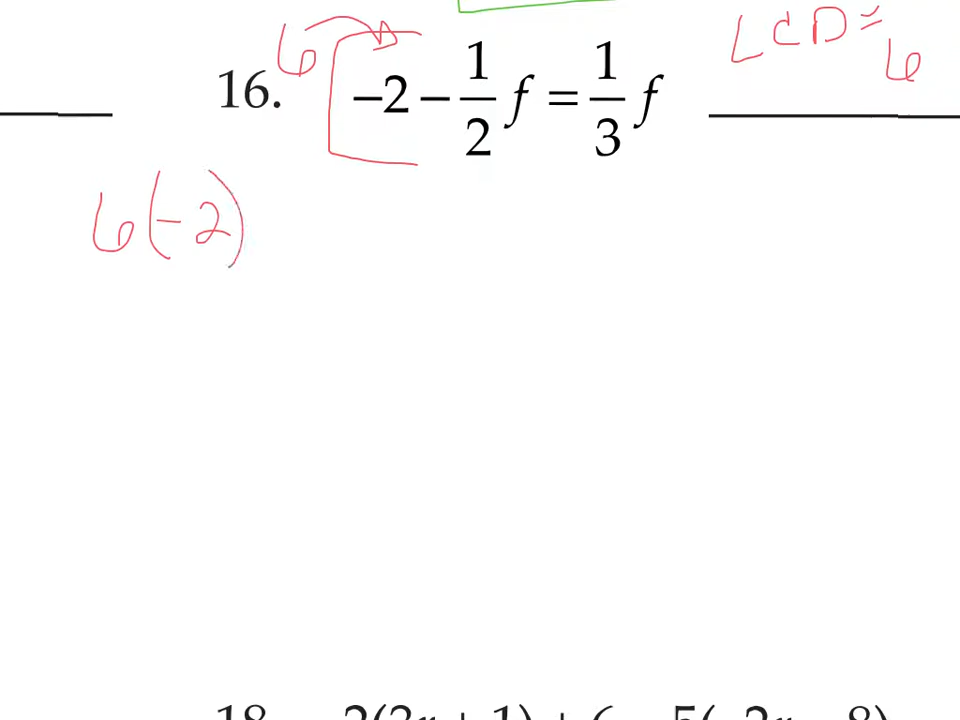 LCD = 6
6
16. –2 – 1/2 f = 1/3 f
6(-2)